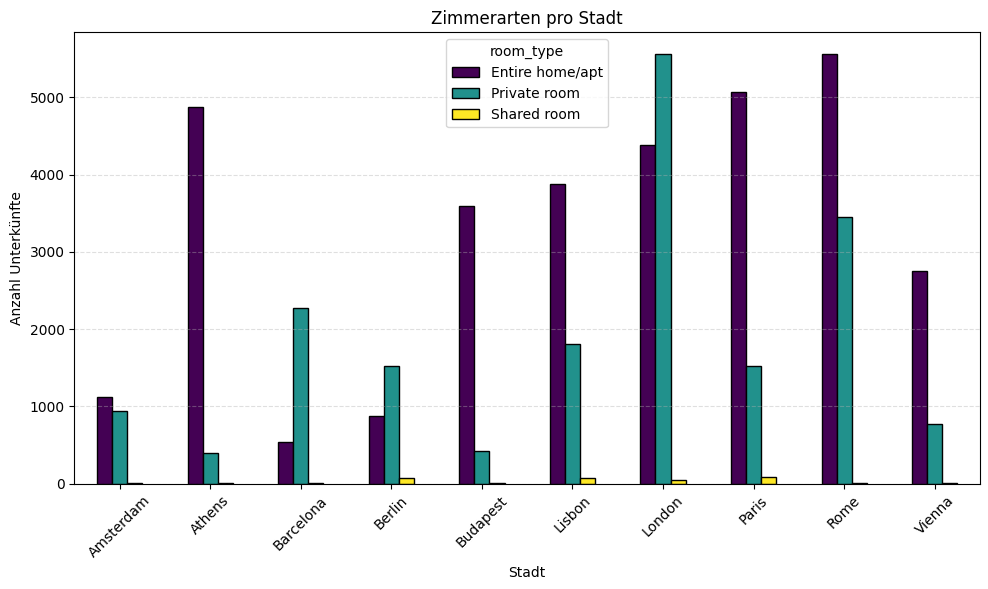 Zimmerarten pro Stadt
room_type
Entire home/apt
Private room
Shared room
Anzahl Unterkünfte
5000
4000
3000
2000
1000
0
Amsterdam
Athens
Barcelona
Berlin
Budapest
Lisbon
London
Paris
Rome
Vienna
Stadt